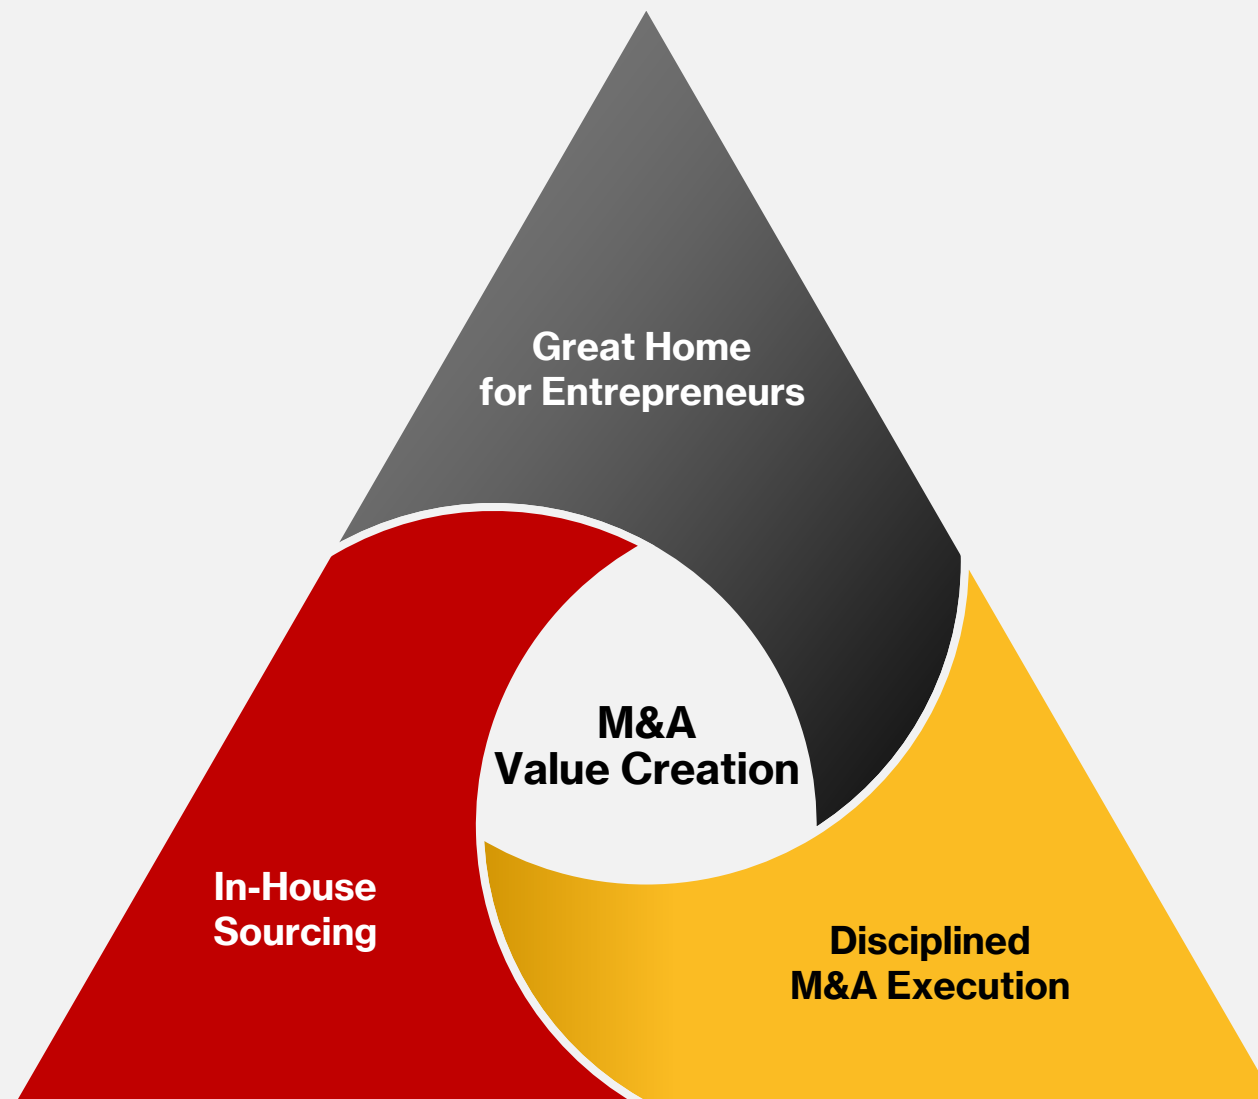 Great Home
for Entrepreneurs
M&A
Value Creation
In-House
Sourcing
Disciplined
M&A Execution